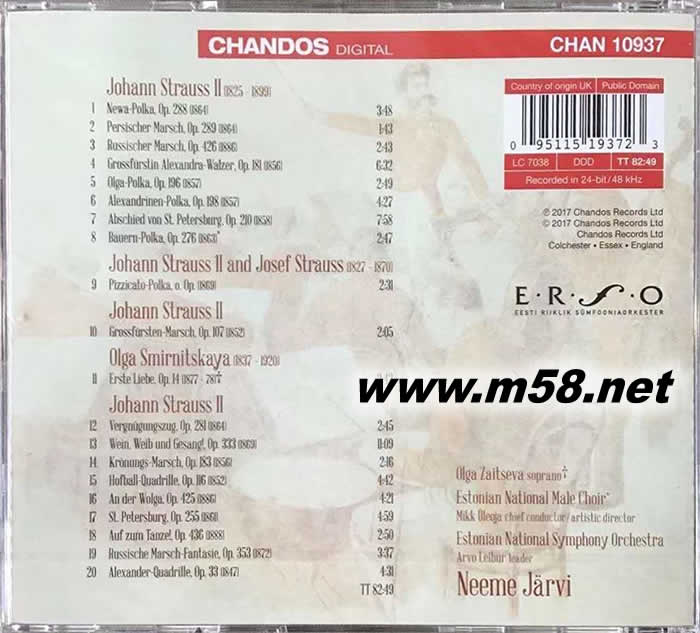 CHANDOS DIGITAL
CHAN 10937
Johann Strauss II (1825 - 1899)
1 Newa-Polka, Op. 288 (1864) 3:48
2 Persischer Marsch, Op. 289 (1864) 1:43
3 Russischer Marsch, Op. 426 (1886) 2:43
4 Grossfürstin Alexandra-Walzer, Op. 181 (1856) 6:32
5 Olga-Polka, Op. 196 (1857) 2:49
6 Alexandrinen-Polka, Op. 198 (1857) 4:27
7 Abschied von St. Petersburg, Op. 210 (1858) 7:58
8 Bauern-Polka, Op. 276 (1863)* 2:47
Johann Strauss II and Josef Strauss (1827 - 1870)
9 Pizzicato-Polka, o. Op. (1869) 2:31
Johann Strauss II
10 Grossfürsten-Marsch, Op. 107 (1852) 2:05
Olga Smirnitskaya (1837 - 1920)
11 Erste Liebe, Op. 14 (1877 - 78)‡
Johann Strauss II
12 Vergnügungszug, Op. 281 (1864) 2:45
13 Wein, Weib und Gesang!, Op. 333 (1869) 11:09
14 Krönungs-Marsch, Op. 183 (1856) 2:16
15 Hofball-Quadrille, Op. 116 (1852) 4:42
16 An der Wolga, Op. 425 (1886) 4:21
17 St. Petersburg, Op. 255 (1861) 4:59
18 Auf zum Tanze!, Op. 436 (1888) 2:50
19 Russische Marsch-Fantasie, Op. 353 (1872) 3:37
20 Alexander-Quadrille, Op. 33 (1847) 4:31
TT 82:49
Country of origin UK Public Domain
0 95115 19372 3
LC 7038 DDD TT 82:49
Recorded in 24-bit / 48 kHz
℗ 2017 Chandos Records Ltd
© 2017 Chandos Records Ltd
Chandos Records Ltd
Colchester • Essex • England
E·R·S·O
EESTI RIIKLIK SÜMFOONIAORKESTER
www.m58.net
Olga Zaitseva soprano‡
Estonian National Male Choir*
Mikk Üleoja chief conductor / artistic director
Estonian National Symphony Orchestra
Arvo Leibur leader
Neeme Järvi